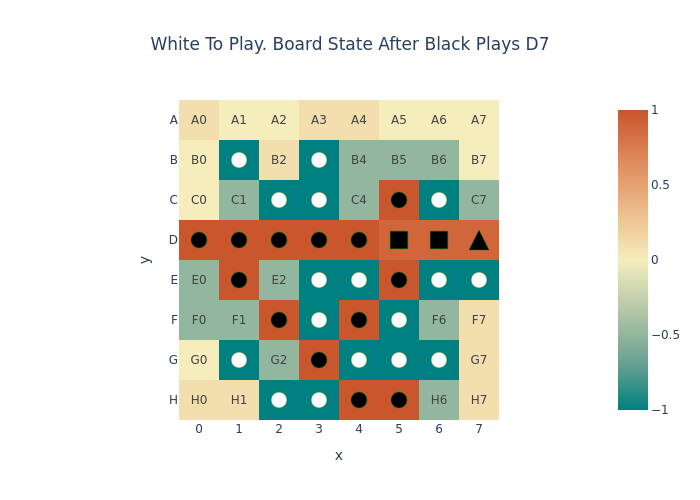 White To Play. Board State After Black Plays D7
A A0 A1 A2 A3 A4 A5 A6 A7
B B0 B2 B4 B5 B6 B7
C C0 C1 C4 C7
D
E E0 E2
F F0 F1 F6 F7
G G0 G2 G7
H H0 H1 H6 H7
0 1 2 3 4 5 6 7
x
y
1
0.5
0
−0.5
−1